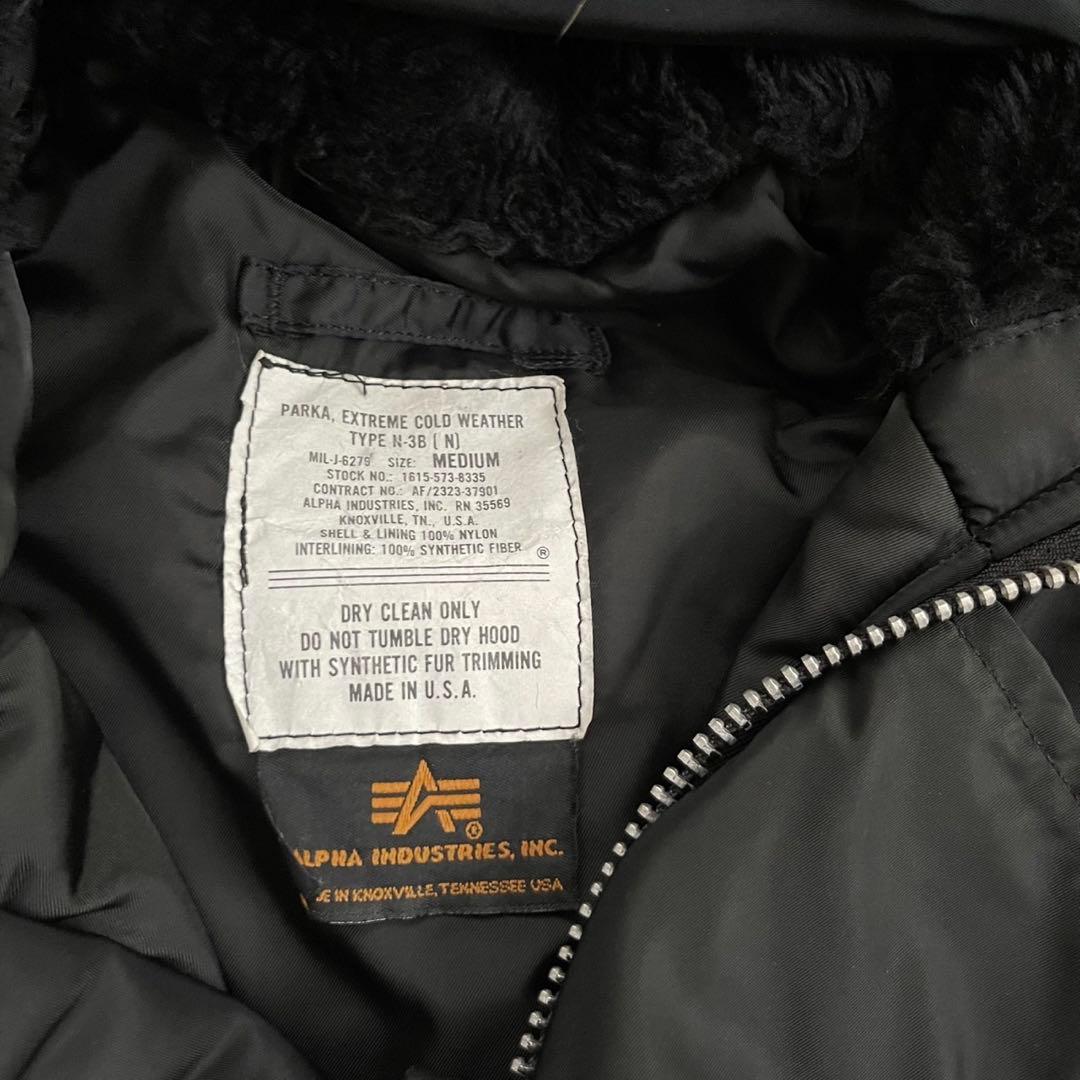 PARKA, EXTREME COLD WEATHER
TYPE N-3B ( N)
MIL-J-6279 SIZE: MEDIUM
STOCK NO.: 1615-573-8335
CONTRACT NO.: AF/2323-37901
ALPHA INDUSTRIES, INC. RN 35569
KNOXVILLE, TN., U.S.A.
SHELL & LINING 100% NYLON
INTERLINING: 100% SYNTHETIC FIBER ®
DRY CLEAN ONLY
DO NOT TUMBLE DRY HOOD
WITH SYNTHETIC FUR TRIMMING
MADE IN U.S.A.
®
ALPHA INDUSTRIES, INC.
IN KNOXVILLE, TENNESSEE USA